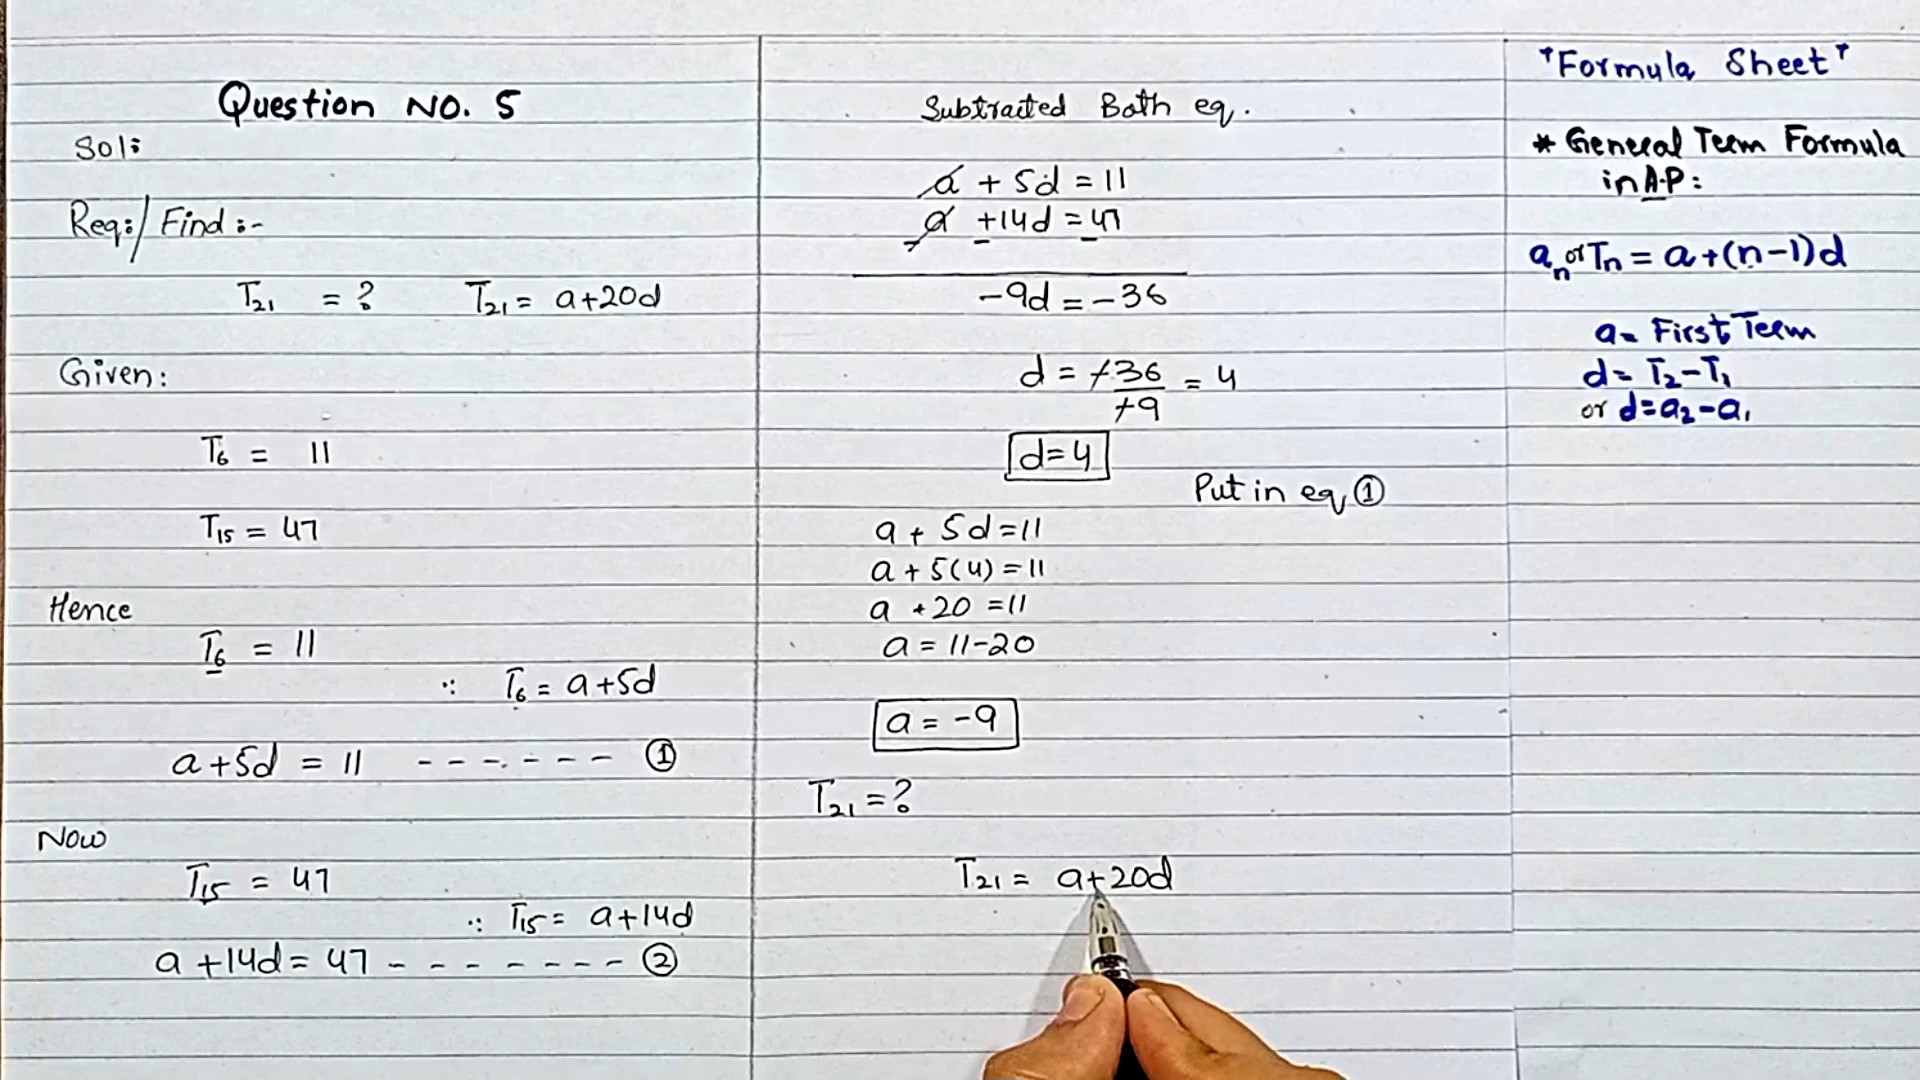 Question NO. 5
Sol:
Req:/ Find :-
T₂₁ = ? T₂₁ = a+20d
Given:
T₆ = 11
T₁₅ = 47
Hence
T₆ = 11
∵ T₆ = a+5d
a+5d = 11 - - - - - - - ①
Now
T₁₅ = 47
∵ T₁₅ = a+14d
a+14d = 47 - - - - - - - - ②
Subtracted Both eq.
a + 5d = 11
a +14d = 47
- - -
-9d = -36
d = -36/-9 = 4
d=4
Put in eq ①
a + 5d = 11
a + 5(4) = 11
a + 20 = 11
a = 11-20
a = -9
T₂₁ = ?
T₂₁ = a+20d
*Formula Sheet*
* General Term Formula
in A.P:
aₙ or Tₙ = a+(n-1)d
a = First Term
d = T₂-T₁
or d=a₂-a₁